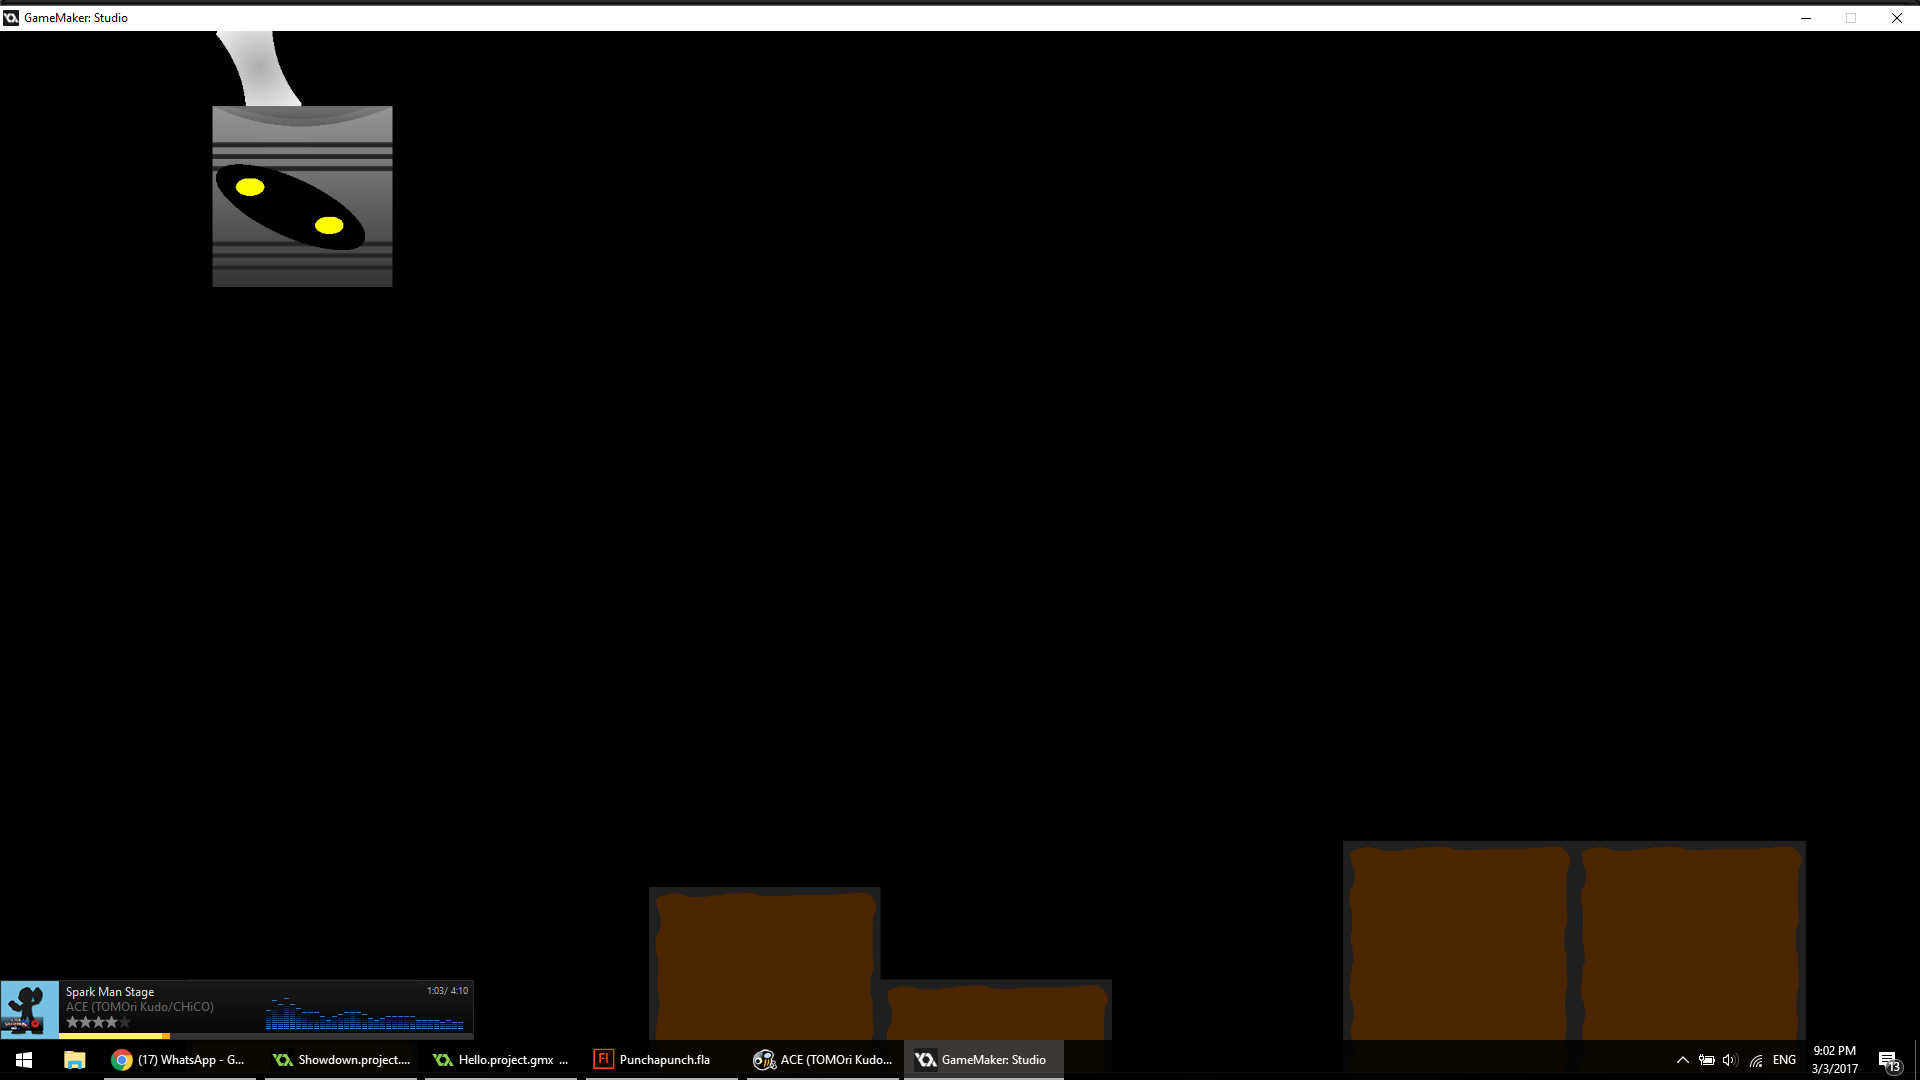 GameMaker: Studio
Spark Man Stage
1:03/ 4:10
ACE (TOMOri Kudo/CHiCO)
(17) WhatsApp - G...
Showdown.project....
Hello.project.gmx ...
Fl
Punchapunch.fla
ACE (TOMOri Kudo...
GameMaker: Studio
ENG
9:02 PM
3/3/2017
13